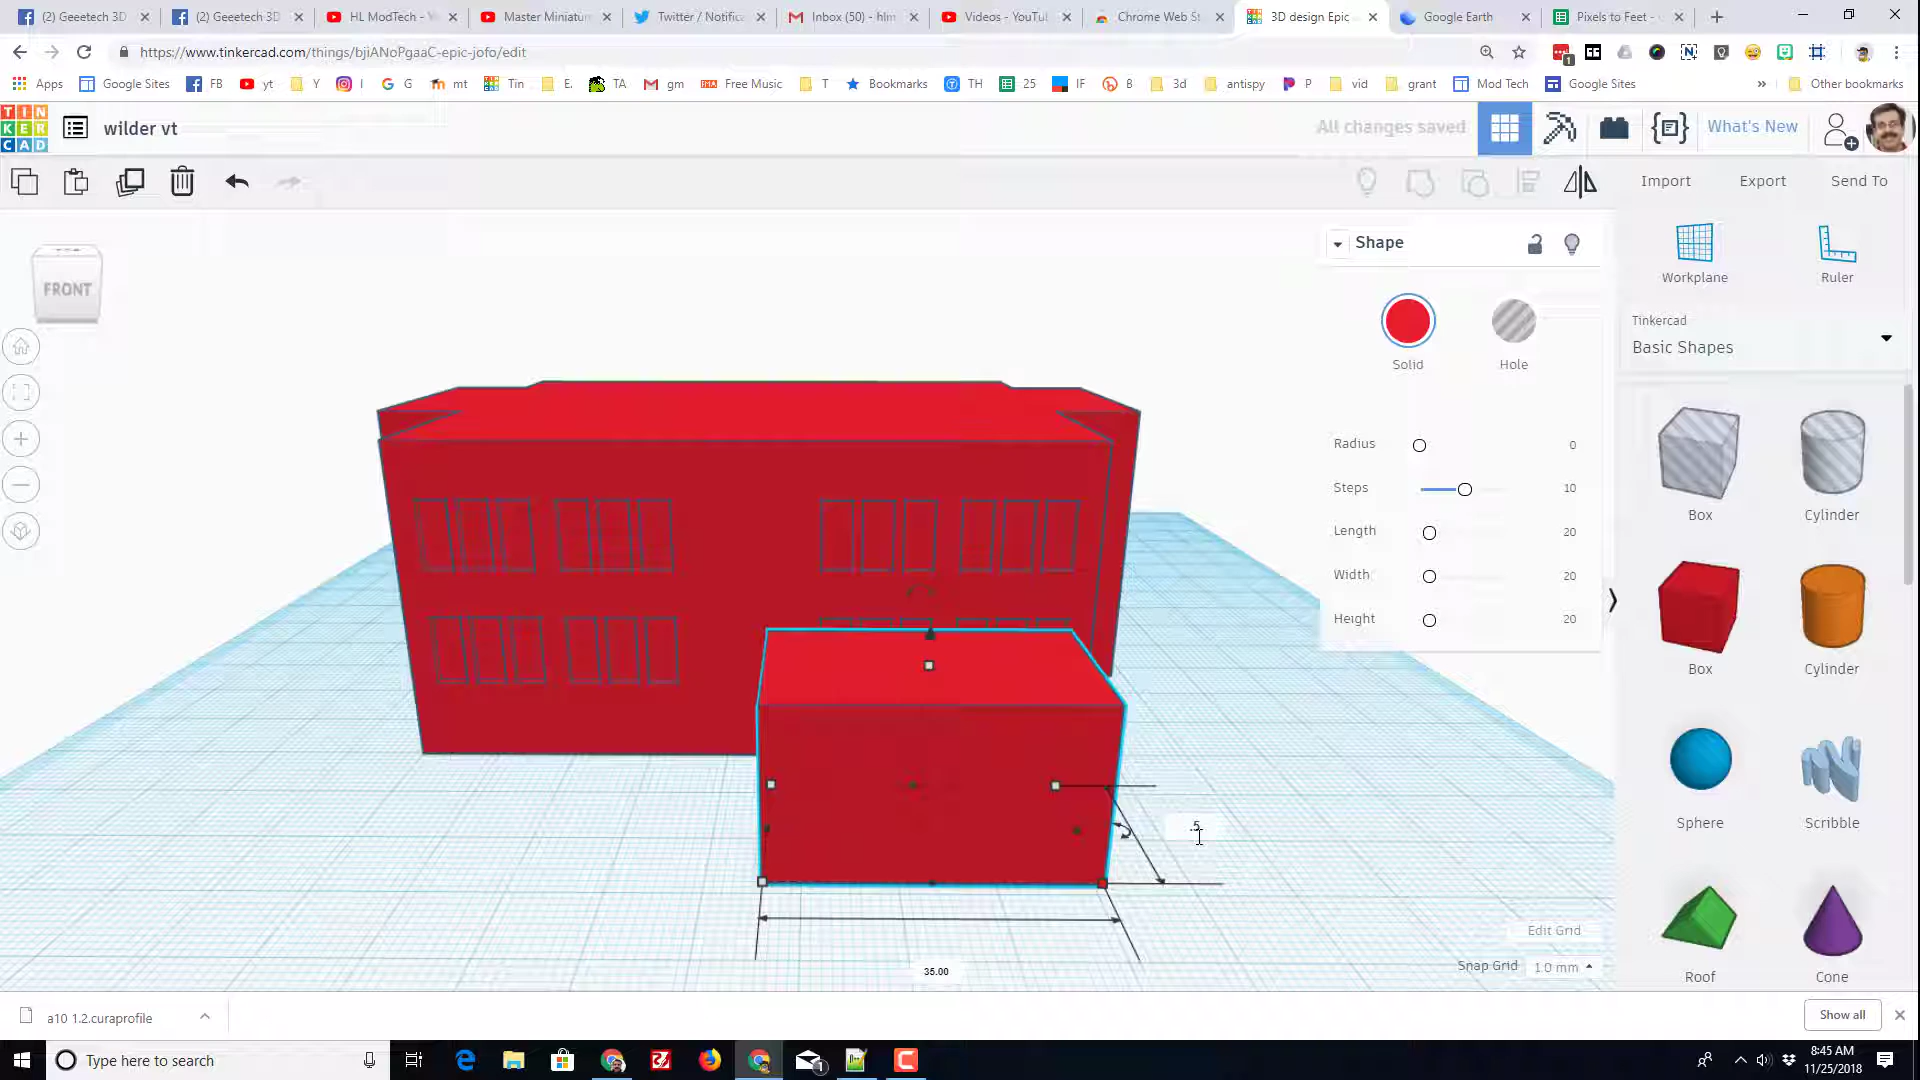 (2) Geeetech 3D
(2) Geeetech 3D
HL ModTech - 
Master Miniatur
Twitter / Notifica
Inbox (50) - hlm
Videos - YouTu
Chrome Web St
3D design Epic
Google Earth
Pixels to Feet -
https://www.tinkercad.com/things/bjiANoPgaaC-epic-jofo/edit
1
Apps
Google Sites
FB
yt
Y
I
G
mt
Tin
E.
TA
gm
Free Music
T
Bookmarks
TH
25
IF
B
3d
antispy
P
vid
grant
Mod Tech
Google Sites
»
Other bookmarks
TIN
KER
CAD
wilder vt
All changes saved
What's New
Import
Export
Send To
FRONT
Shape
Workplane
Ruler
Solid
Hole
Tinkercad
Basic Shapes
Radius
0
Steps
10
Length
20
Width
20
Height
20
Box
Cylinder
Box
Cylinder
Sphere
Scribble
Roof
Cone
.5
35.00
Edit Grid
Snap Grid
1.0 mm
a10 1.2.curaprofile
Show all
Type here to search
1
8:45 AM
11/25/2018